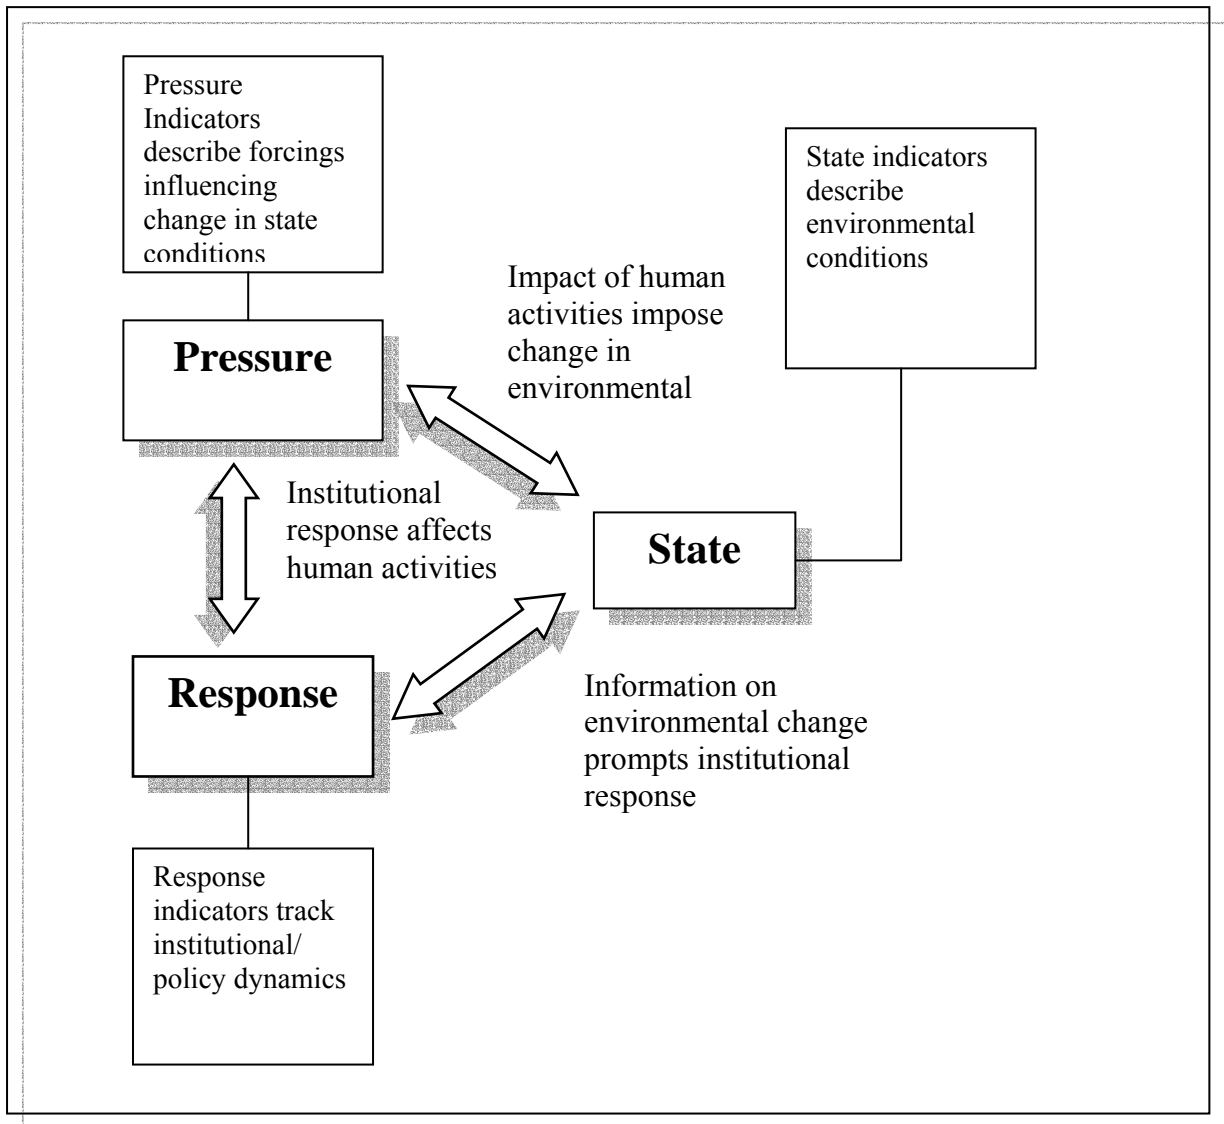 Pressure
Indicators
describe forcings
influencing
change in state
conditions
State indicators
describe
environmental
conditions
Impact of human
activities impose
change in
environmental
Pressure
Institutional
response affects
human activities
State
Response
Information on
environmental change
prompts institutional
response
Response
indicators track
institutional/
policy dynamics